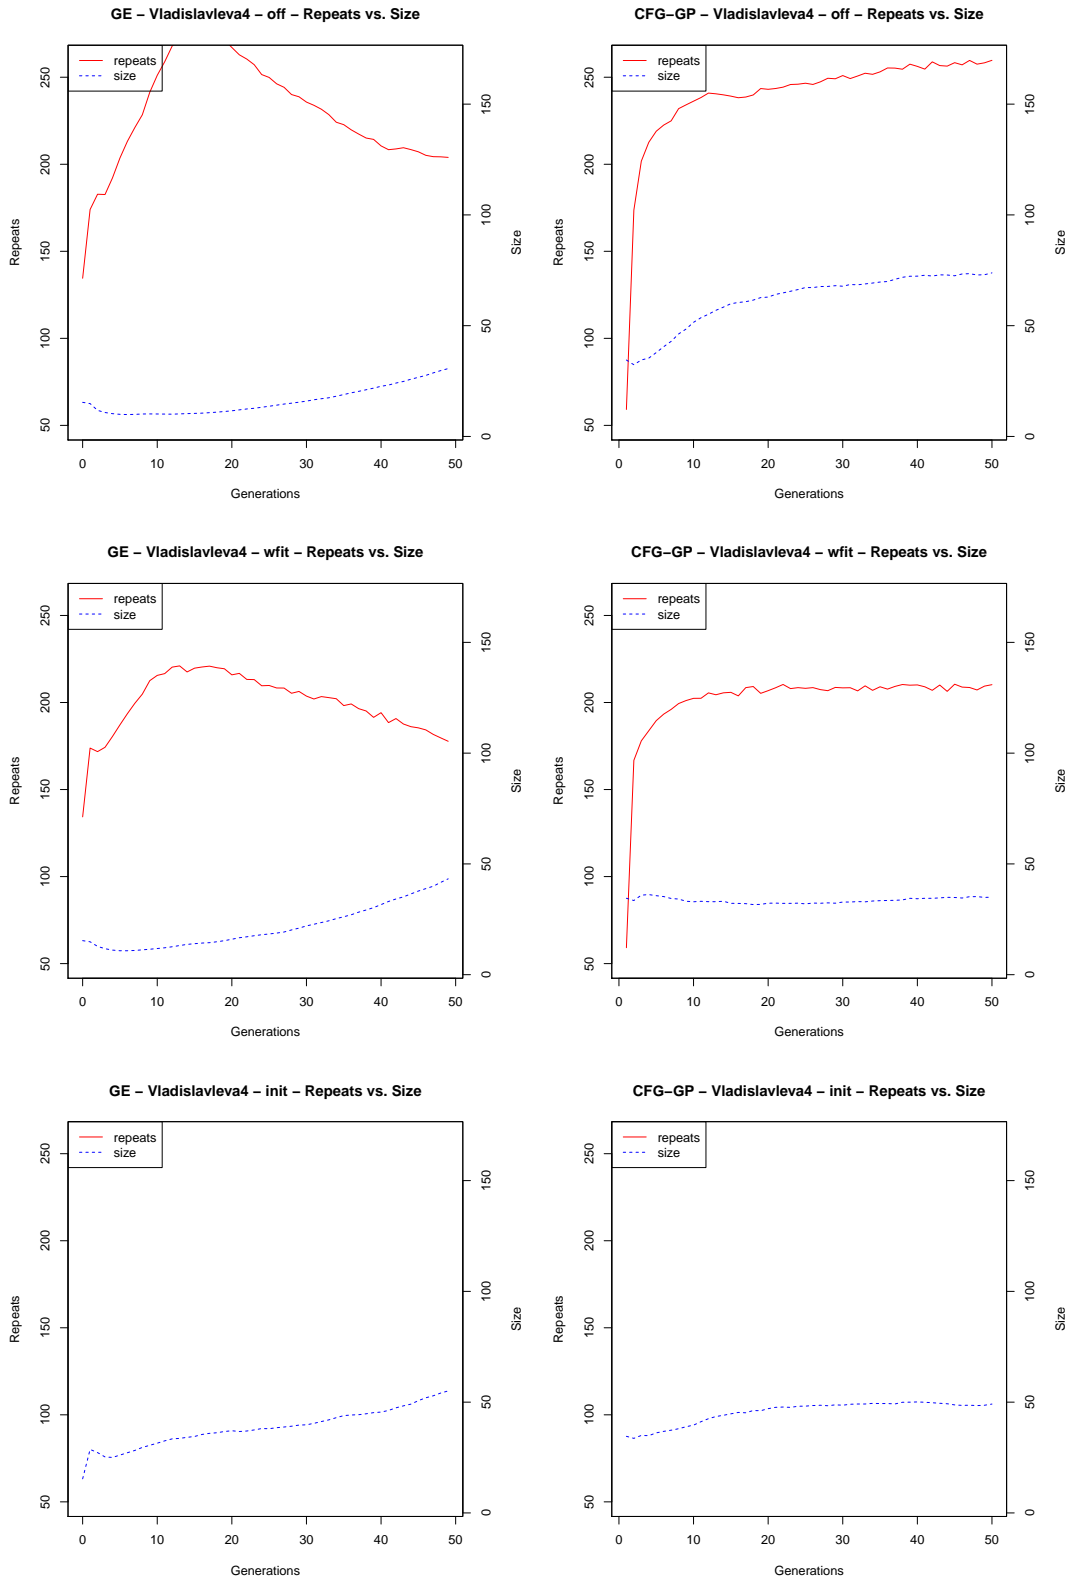 GE – Vladislavleva4 – off – Repeats vs. Size
repeats
size
250
200
150
100
50
Repeats
150
100
50
0
Size
0 10 20 30 40 50
Generations
CFG–GP – Vladislavleva4 – off – Repeats vs. Size
repeats
size
250
200
150
100
50
Repeats
150
100
50
0
Size
0 10 20 30 40 50
Generations
GE – Vladislavleva4 – wfit – Repeats vs. Size
repeats
size
250
200
150
100
50
Repeats
150
100
50
0
Size
0 10 20 30 40 50
Generations
CFG–GP – Vladislavleva4 – wfit – Repeats vs. Size
repeats
size
250
200
150
100
50
Repeats
150
100
50
0
Size
0 10 20 30 40 50
Generations
GE – Vladislavleva4 – init – Repeats vs. Size
repeats
size
250
200
150
100
50
Repeats
150
100
50
0
Size
0 10 20 30 40 50
Generations
CFG–GP – Vladislavleva4 – init – Repeats vs. Size
repeats
size
250
200
150
100
50
Repeats
150
100
50
0
Size
0 10 20 30 40 50
Generations